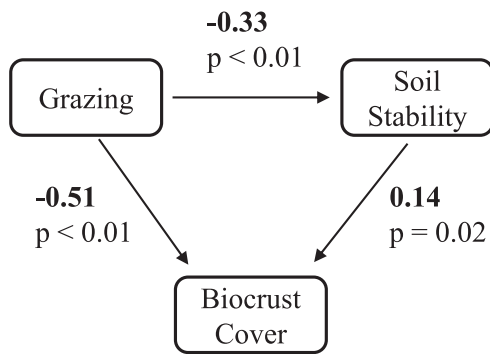 -0.33
p < 0.01
Grazing
Soil
Stability
-0.51
p < 0.01
0.14
p = 0.02
Biocrust
Cover